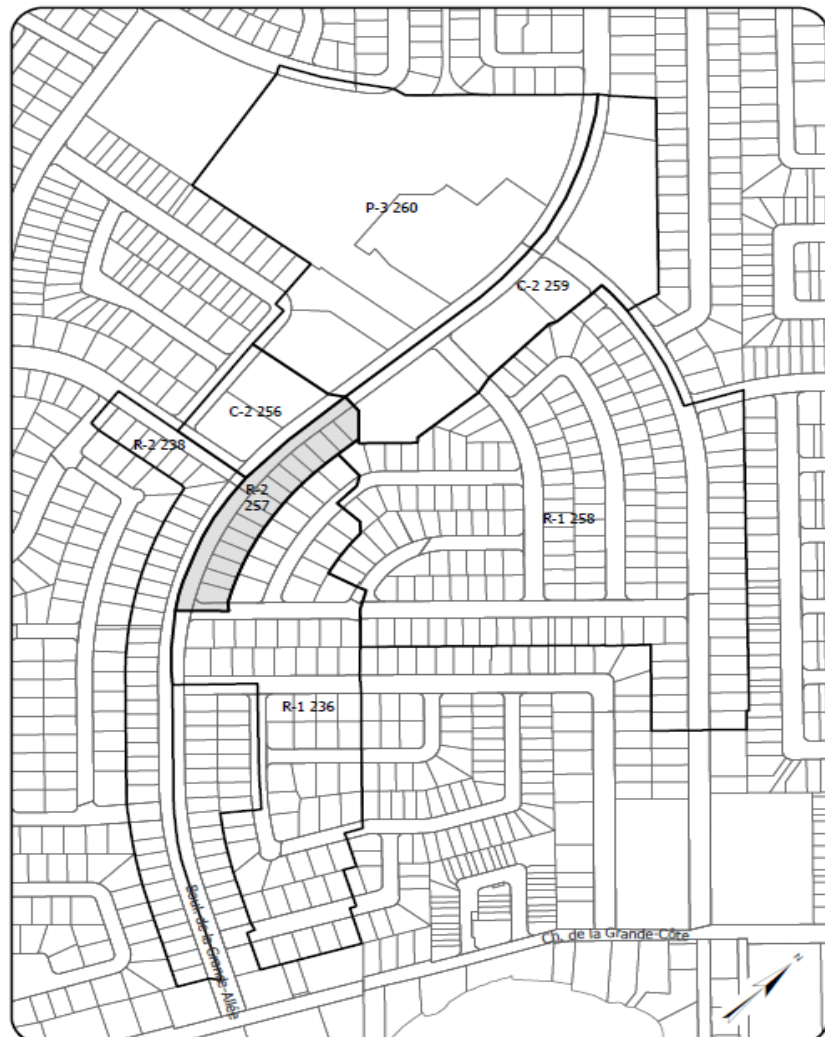 P-3 260
C-2 259
C-2 256
R-2 238
R-2
257
R-1 258
R-1 236
Boul. de la Grande-Allée
Ch. de la Grande-Côte
N